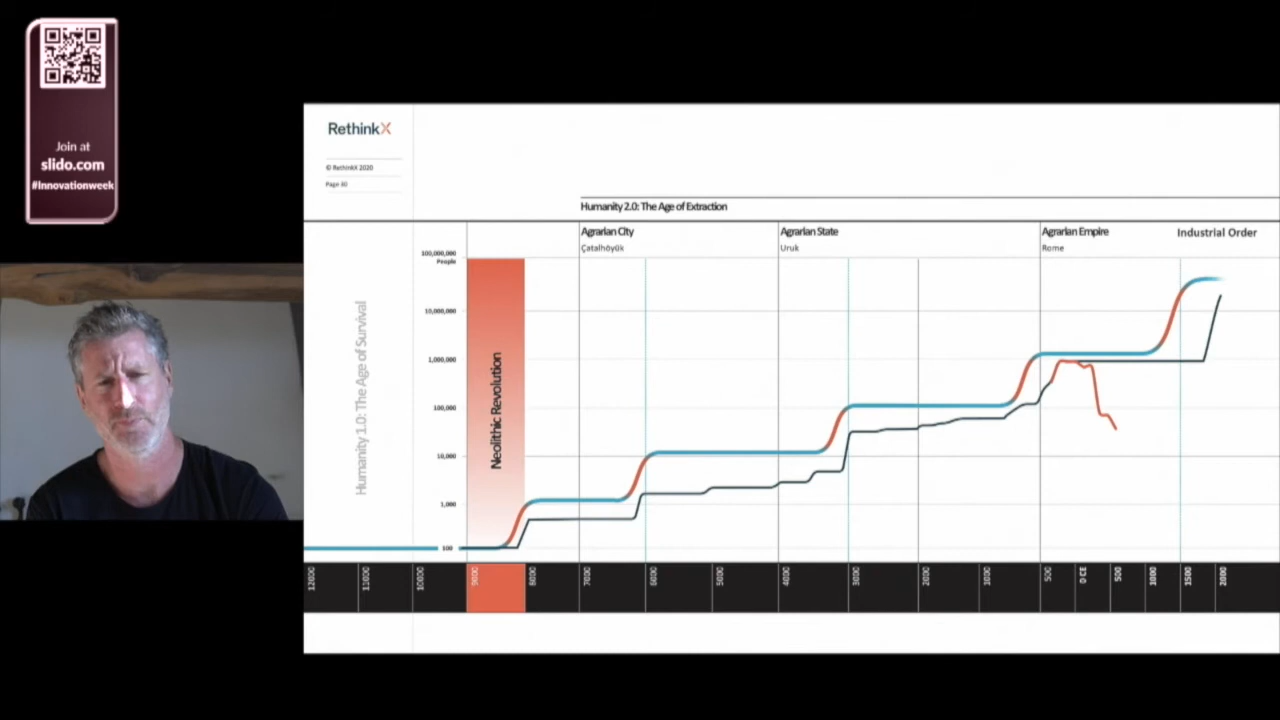 Join at
slido.com
#Innovationweek
RethinkX
© RethinkX 2020
Page 30
Humanity 2.0: The Age of Extraction
Agrarian City
Çatalhöyük
Agrarian State
Uruk
Agrarian Empire
Rome
Industrial Order
Humanity 1.0: The Age of Survival
Neolithic Revolution
100,000,000
People
10,000,000
1,000,000
100,000
10,000
1,000
100
12000
11000
10000
9000
8000
7000
6000
5000
4000
3000
2000
1000
500
0 CE
500
1000
1500
2000